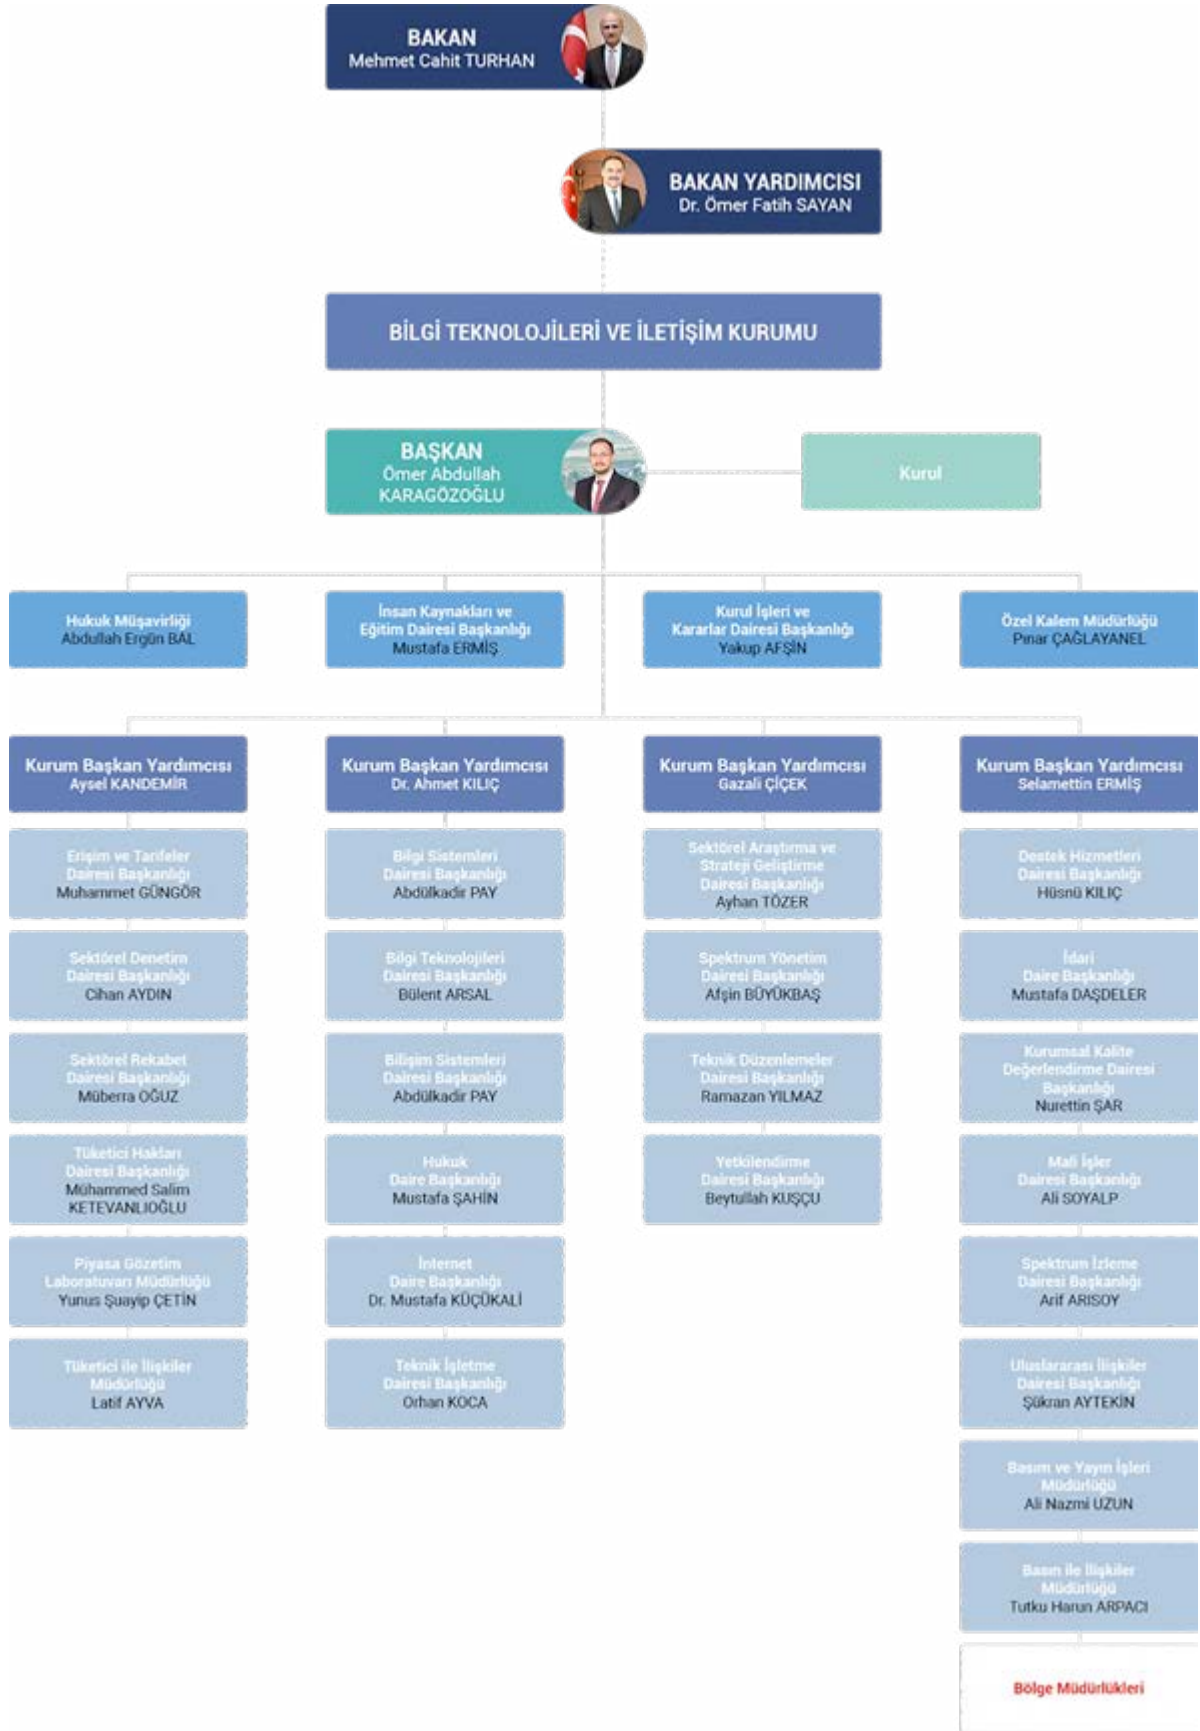 BAKAN
Mehmet Cahit TURHAN
BAKAN YARDIMCISI
Dr. Ömer Fatih SAYAN
BİLGİ TEKNOLOJİLERİ VE İLETİŞİM KURUMU
BAŞKAN
Ömer Abdullah
KARAGÖZOĞLU
Kurul
Hukuk Müşavirliği
Abdullah Ergün BAL
İnsan Kaynakları ve
Eğitim Dairesi Başkanlığı
Mustafa ERMİŞ
Kurul İşleri ve
Kararlar Dairesi Başkanlığı
Yakup AFŞİN
Özel Kalem Müdürlüğü
Pınar ÇAĞLAYANEL
Kurum Başkan Yardımcısı
Aysel KANDEMİR
Erişim ve Tarifeler
Dairesi Başkanlığı
Muhammet GÜNGÖR
Sektörel Denetim
Dairesi Başkanlığı
Cihan AYDIN
Sektörel Rekabet
Dairesi Başkanlığı
Müberra OĞUZ
Tüketici Hakları
Dairesi Başkanlığı
Mühammed Salim
KETEVANLIOĞLU
Piyasa Gözetim
Laboratuvarı Müdürlüğü
Yunus Şuayip ÇETİN
Tüketici ile İlişkiler
Müdürlüğü
Latif AYVA
Kurum Başkan Yardımcısı
Dr. Ahmet KILIÇ
Bilgi Sistemleri
Dairesi Başkanlığı
Abdülkadir PAY
Bilgi Teknolojileri
Dairesi Başkanlığı
Bülent ARSAL
Bilişim Sistemleri
Dairesi Başkanlığı
Abdülkadir PAY
Hukuk
Daire Başkanlığı
Mustafa ŞAHİN
İnternet
Daire Başkanlığı
Dr. Mustafa KÜÇÜKALİ
Teknik İşletme
Dairesi Başkanlığı
Orhan KOCA
Kurum Başkan Yardımcısı
Gazali ÇİÇEK
Sektörel Araştırma ve
Strateji Geliştirme
Dairesi Başkanlığı
Ayhan TÖZER
Spektrum Yönetim
Dairesi Başkanlığı
Afşin BÜYÜKBAŞ
Teknik Düzenlemeler
Dairesi Başkanlığı
Ramazan YILMAZ
Yetkilendirme
Dairesi Başkanlığı
Beytullah KUŞÇU
Kurum Başkan Yardımcısı
Selamettin ERMİŞ
Destek Hizmetleri
Dairesi Başkanlığı
Hüsnü KILIÇ
İdari
Daire Başkanlığı
Mustafa DAŞDELER
Kurumsal Kalite
Değerlendirme Dairesi
Başkanlığı
Nurettin ŞAR
Mali İşler
Dairesi Başkanlığı
Ali SOYALP
Spektrum İzleme
Dairesi Başkanlığı
Arif ARISOY
Uluslararası İlişkiler
Dairesi Başkanlığı
Şükran AYTEKİN
Basım ve Yayın İşleri
Müdürlüğü
Ali Nazmi UZUN
Basın ile İlişkiler
Müdürlüğü
Tutku Harun ARPACI
Bölge Müdürlükleri